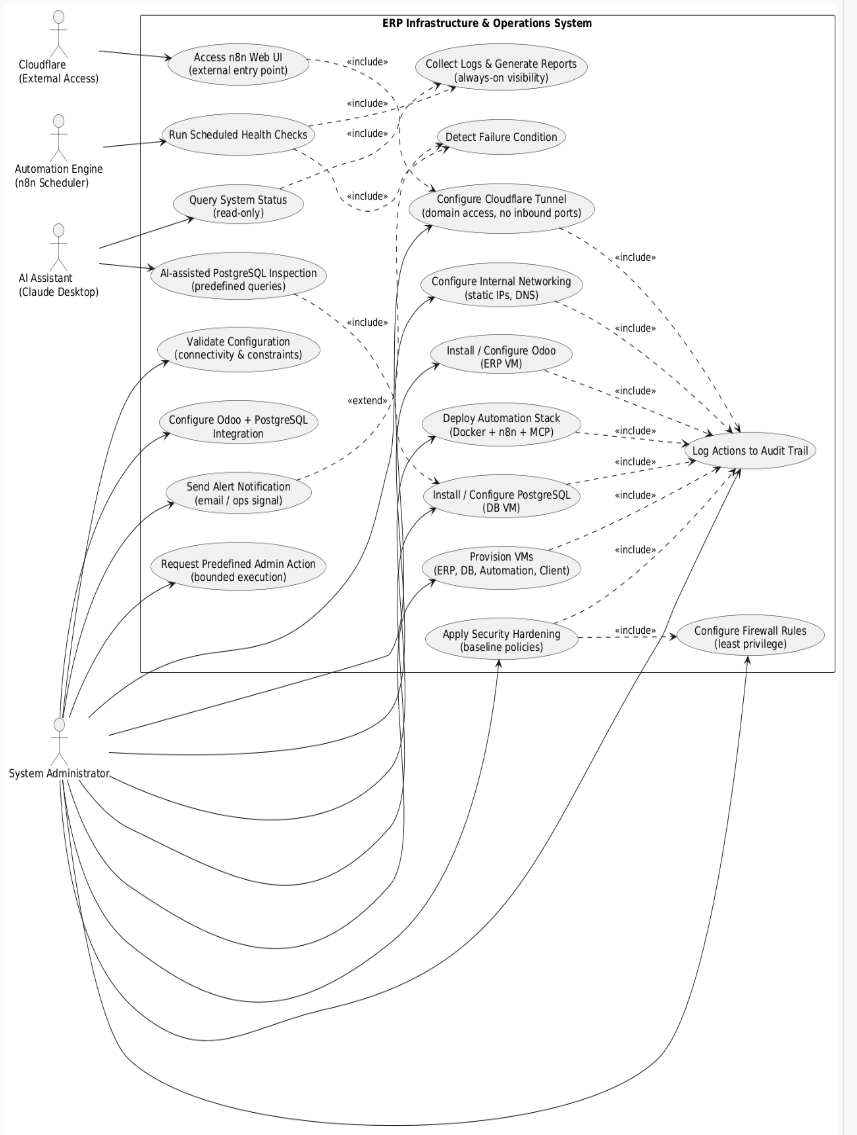 ERP Infrastructure & Operations System
Cloudflare
(External Access)
Automation Engine
(n8n Scheduler)
AI Assistant
(Claude Desktop)
System Administrator
Access n8n Web UI
(external entry point)
Run Scheduled Health Checks
Query System Status
(read-only)
AI-assisted PostgreSQL Inspection
(predefined queries)
Validate Configuration
(connectivity & constraints)
Configure Odoo + PostgreSQL
Integration
Send Alert Notification
(email / ops signal)
Request Predefined Admin Action
(bounded execution)
«include»
«include»
«include»
«include»
«include»
«extend»
Collect Logs & Generate Reports
(always-on visibility)
Detect Failure Condition
Configure Cloudflare Tunnel
(domain access, no inbound ports)
Configure Internal Networking
(static IPs, DNS)
Install / Configure Odoo
(ERP VM)
Deploy Automation Stack
(Docker + n8n + MCP)
Install / Configure PostgreSQL
(DB VM)
Provision VMs
(ERP, DB, Automation, Client)
Apply Security Hardening
(baseline policies)
«include»
«include»
«include»
«include»
«include»
«include»
«include»
«include»
Log Actions to Audit Trail
Configure Firewall Rules
(least privilege)